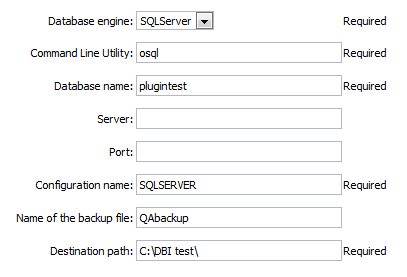 Database engine: SQLServer Required
Command Line Utility: osql Required
Database name: plugintest Required
Server:
Port:
Configuration name: SQLSERVER Required
Name of the backup file: QAbackup
Destination path: C:\DBI test\ Required